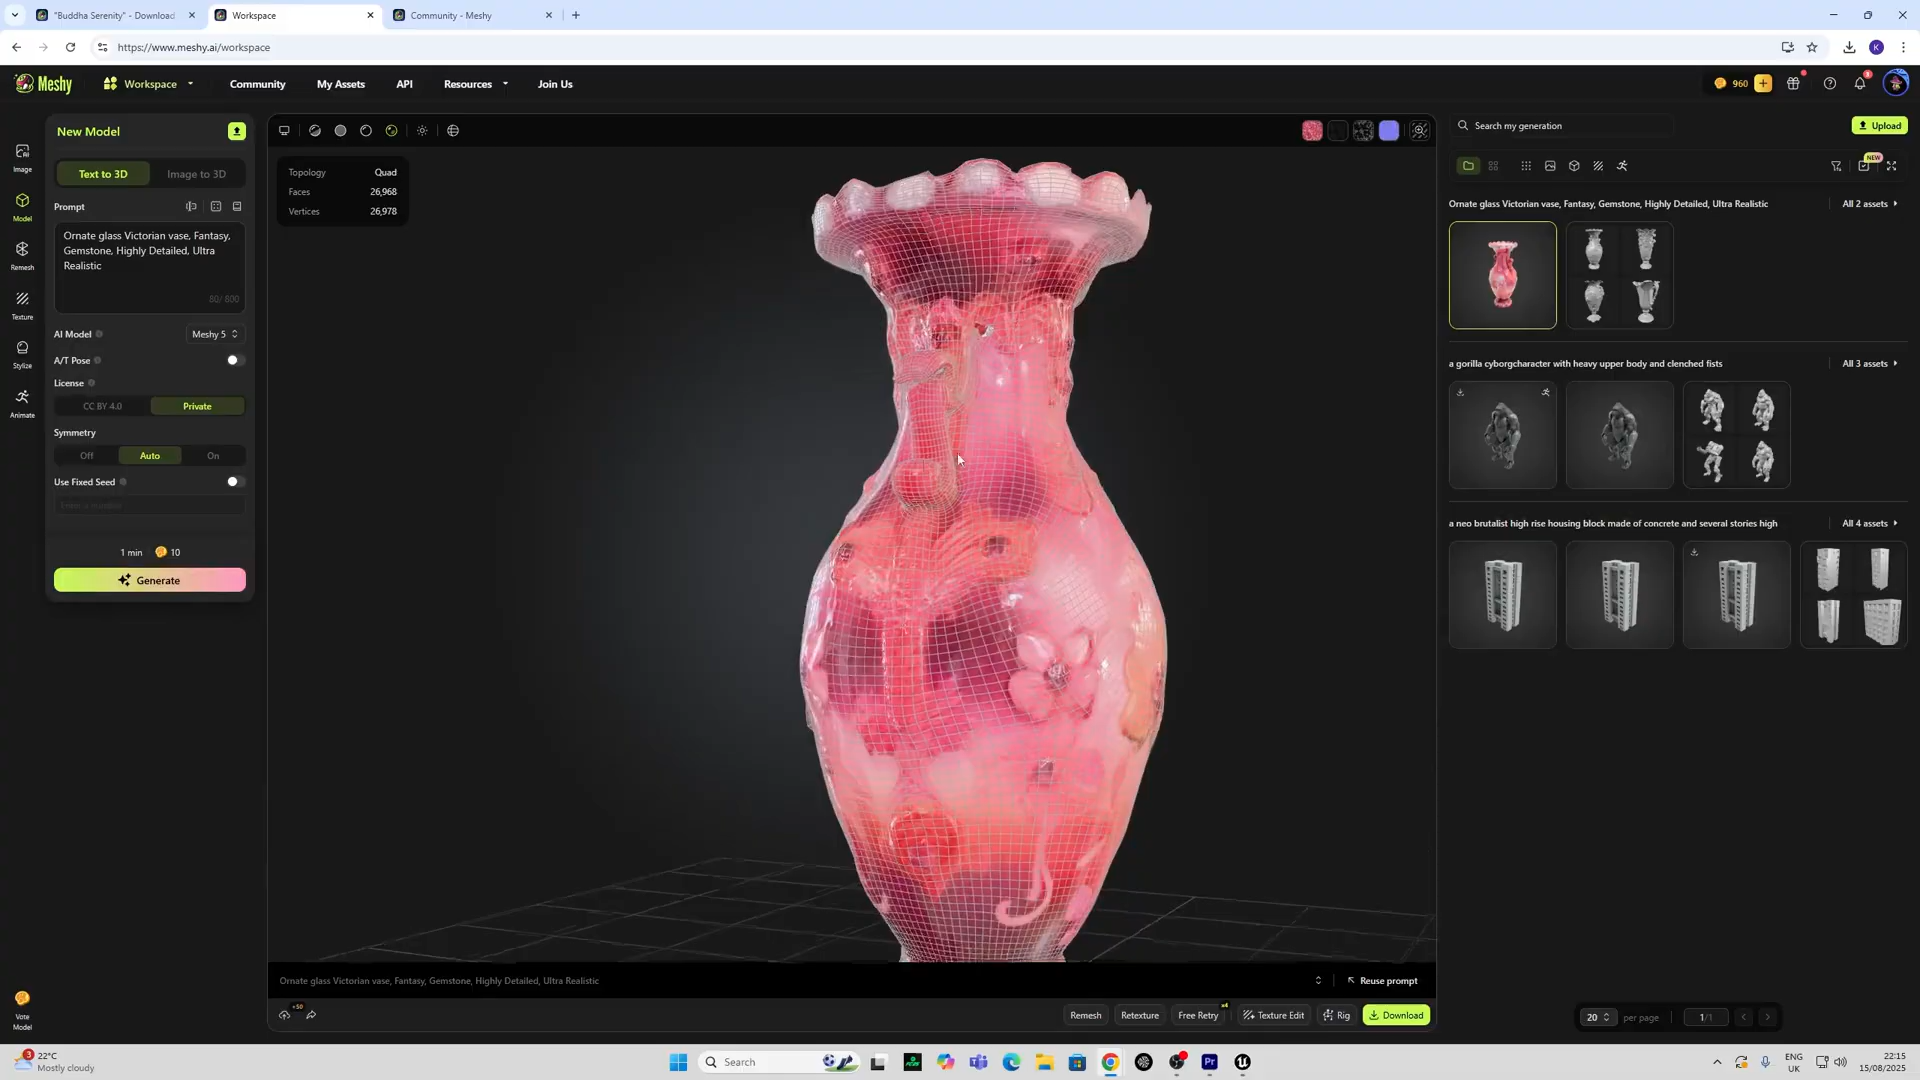 "Buddha Serenity" - Download
Workspace
Community - Meshy
https://www.meshy.ai/workspace
Meshy
Workspace
Community
My Assets
API
Resources
Join Us
960
New Model
Text to 3D
Image to 3D
Prompt
Ornate glass Victorian vase, Fantasy,
Gemstone, Highly Detailed, Ultra
Realistic
80/ 800
AI Model
Meshy 5
A/T Pose
License
CC BY 4.0
Private
Symmetry
Off
Auto
On
Use Fixed Seed
Enter a number
1 min
10
Generate
Image
Model
Remesh
Texture
Stylize
Animate
Vote
Model
Topology Quad
Faces 26,968
Vertices 26,978
Ornate glass Victorian vase, Fantasy, Gemstone, Highly Detailed, Ultra Realistic
Reuse prompt
+50
Remesh
Retexture
Free Retry
x4
Texture Edit
Rig
Download
Search my generation
Upload
NEW
Ornate glass Victorian vase, Fantasy, Gemstone, Highly Detailed, Ultra Realistic
All 2 assets
a gorilla cyborgcharacter with heavy upper body and clenched fists
All 3 assets
a neo brutalist high rise housing block made of concrete and several stories high
All 4 assets
20
per page
1/1
3
22°C
Mostly cloudy
Search
Pr
ENG
UK
22:15
15/08/2025